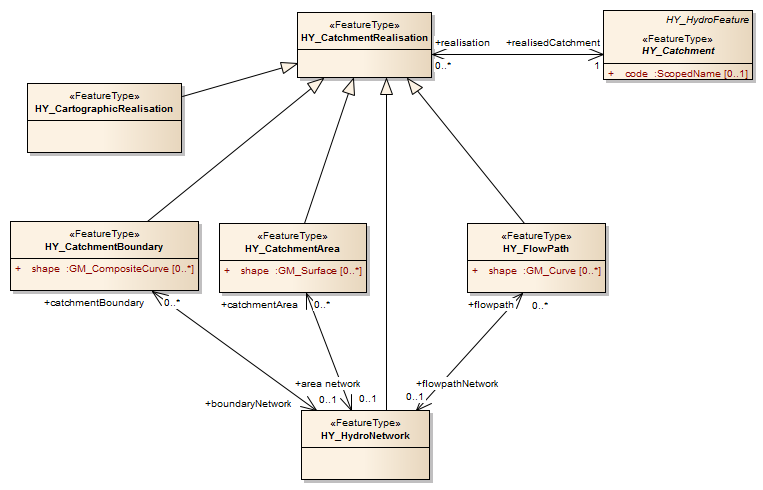 «FeatureType»
HY_CatchmentRealisation
HY_HydroFeature
«FeatureType»
HY_Catchment
+ code :ScopedName [0..1]
+realisation
+realisedCatchment
0..*
1
«FeatureType»
HY_CartographicRealisation
«FeatureType»
HY_CatchmentBoundary
+ shape :GM_CompositeCurve [0..*]
«FeatureType»
HY_CatchmentArea
+ shape :GM_Surface [0..*]
«FeatureType»
HY_FlowPath
+ shape :GM_Curve [0..*]
+catchmentBoundary
0..*
+catchmentArea
0..*
+flowpath
0..*
+area network
+flowpathNetwork
+boundaryNetwork
0..1
0..1
0..1
«FeatureType»
HY_HydroNetwork